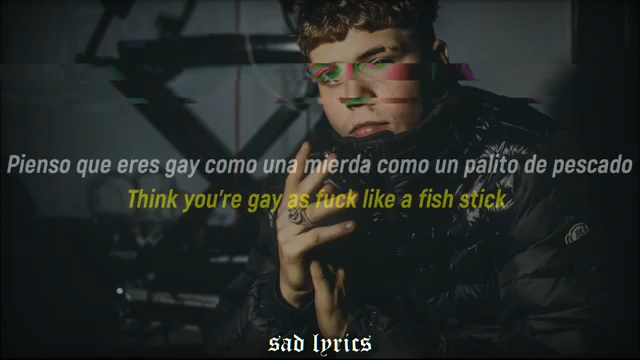 Pienso que eres gay como una mierda como un palito de pescado
Think you're gay as fuck like a fish stick
sad lyrics